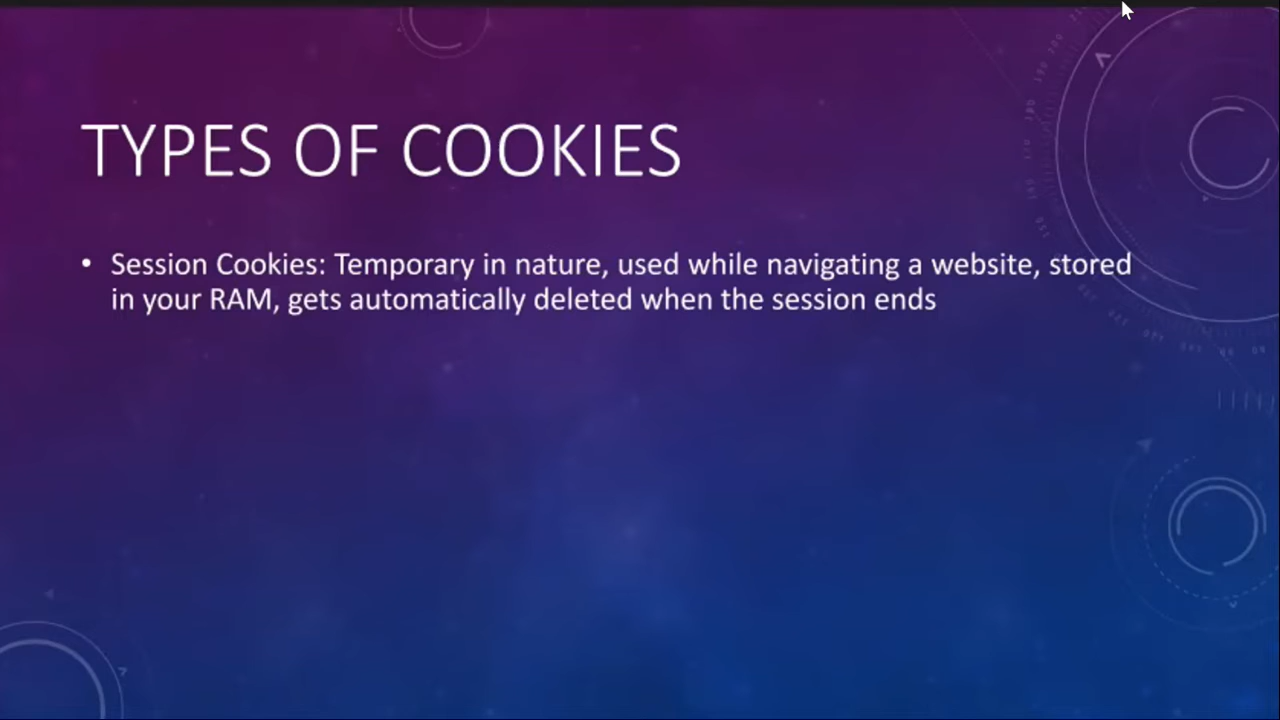 TYPES OF COOKIES
• Session Cookies: Temporary in nature, used while navigating a website, stored
in your RAM, gets automatically deleted when the session ends